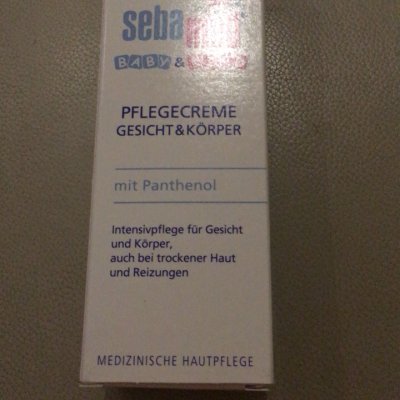 sebamed
BABY &
PFLEGECREME
GESICHT&KÖRPER
mit Panthenol
Intensivpflege für Gesicht
und Körper,
auch bei trockener Haut
und Reizungen
MEDIZINISCHE HAUTPFLEGE